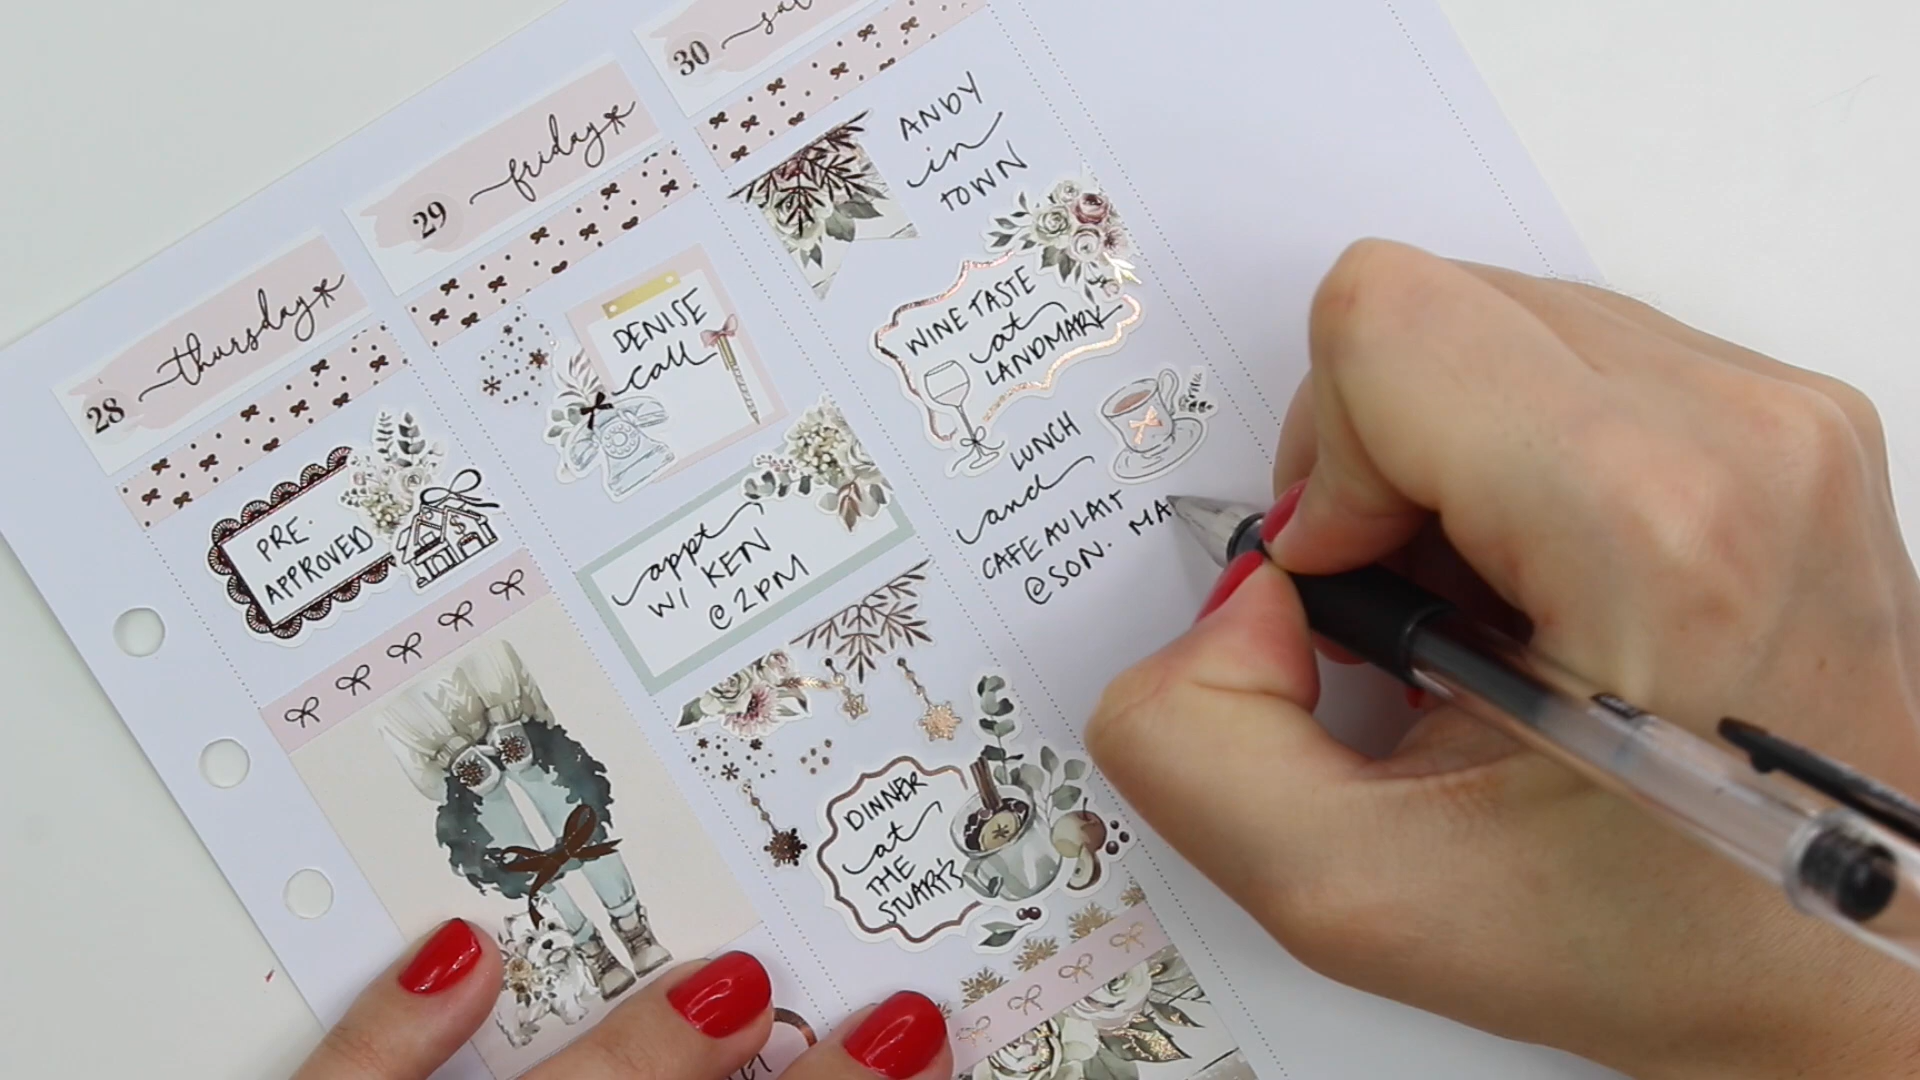 28 thursday
PRE
APPROVED
29 friday
DENISE
call
appt
W/ KEN
@ 2PM
30
ANDY
in
TOWN
WINE TASTE
at
LANDMARK
LUNCH
and
CAFE AU LAIT
@ SON. MA
DINNER
at
THE
STUART'S